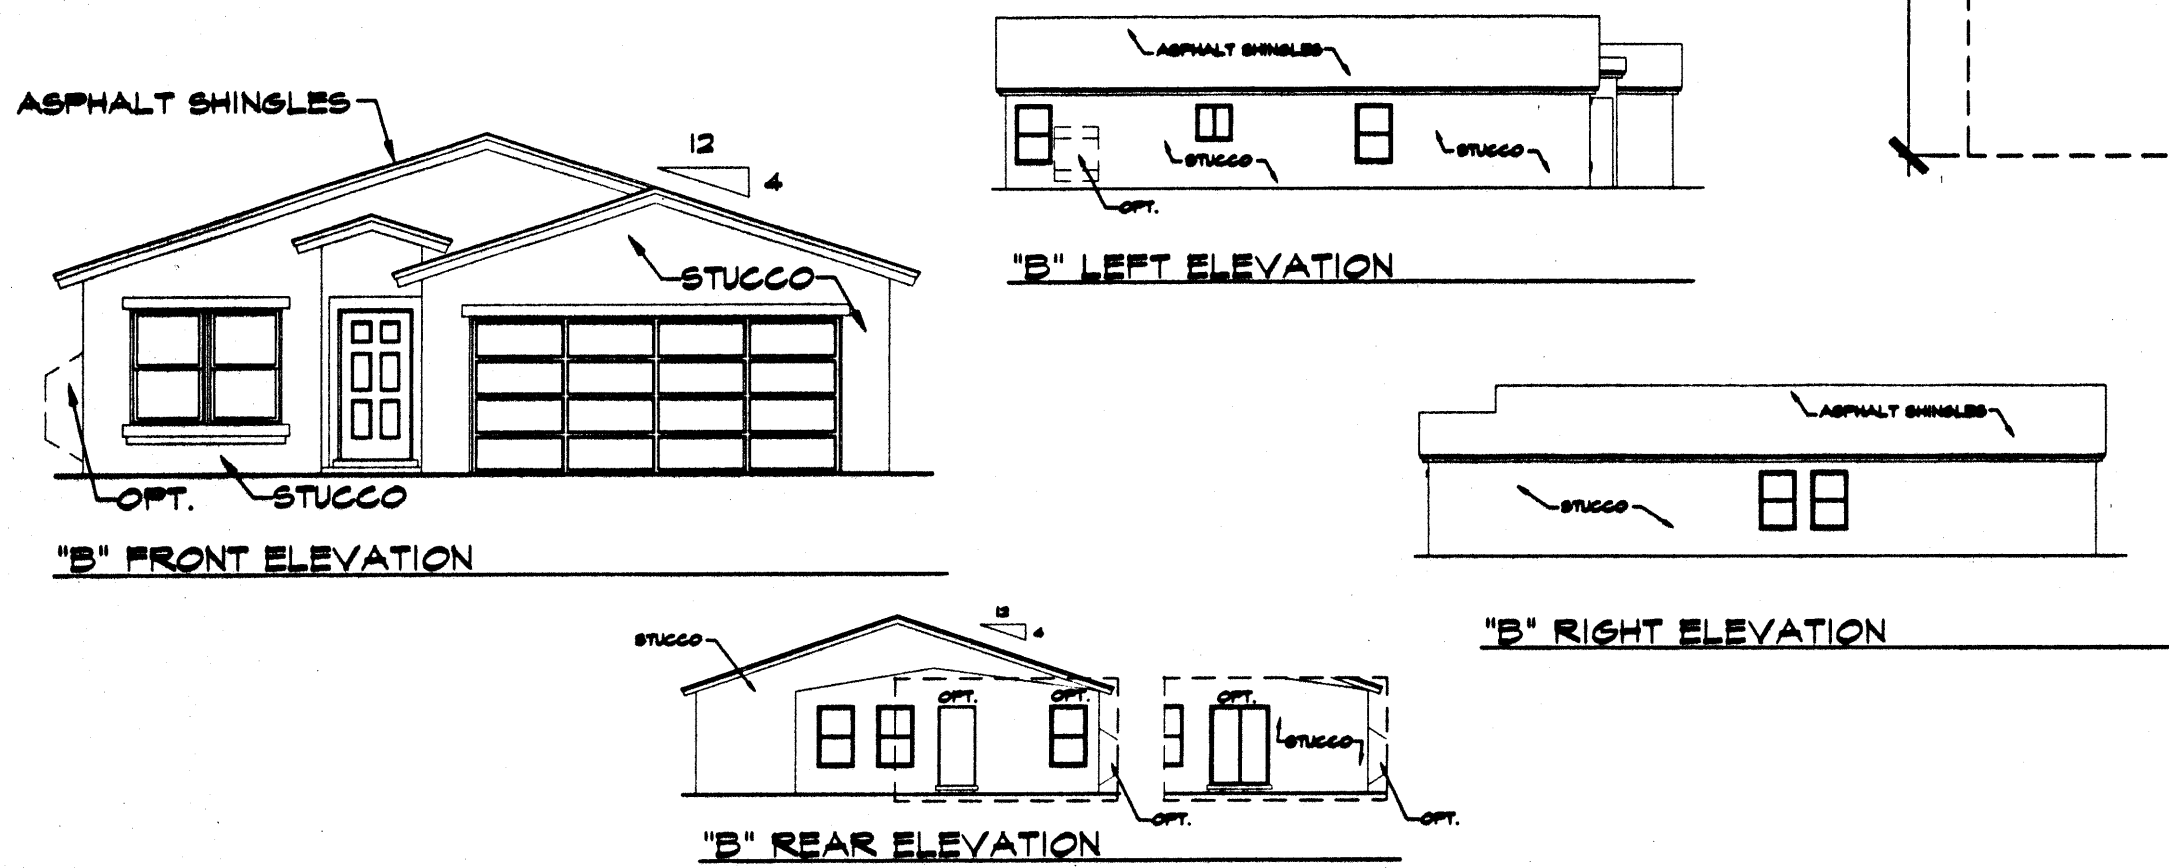 ASPHALT SHINGLES
12
4
STUCCO
OPT.
STUCCO
"B" FRONT ELEVATION
ASPHALT SHINGLES
STUCCO
STUCCO
OPT.
"B" LEFT ELEVATION
ASPHALT SHINGLES
STUCCO
"B" RIGHT ELEVATION
12
4
STUCCO
OPT.
OPT.
OPT.
STUCCO
OPT.
OPT.
"B" REAR ELEVATION